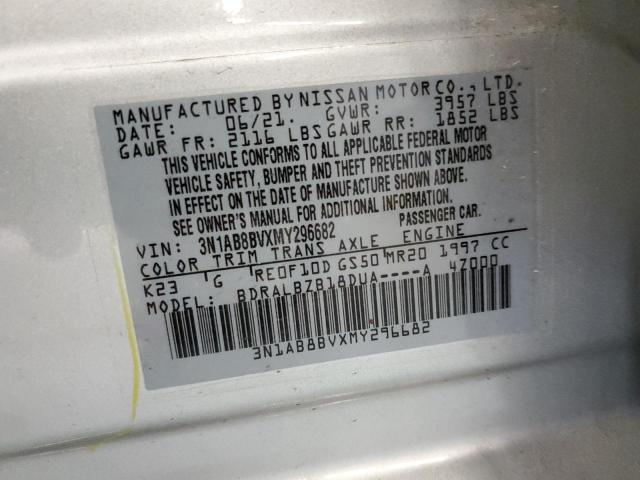 MANUFACTURED BY NISSAN MOTOR CO., LTD.
DATE: 06/21. GVWR: 3957 LBS
GAWR FR: 2116 LBS GAWR RR: 1852 LBS
THIS VEHICLE CONFORMS TO ALL APPLICABLE FEDERAL MOTOR
VEHICLE SAFETY, BUMPER AND THEFT PREVENTION STANDARDS
IN EFFECT ON THE DATE OF MANUFACTURE SHOWN ABOVE.
SEE OWNER'S MANUAL FOR ADDITIONAL INFORMATION.
VIN: 3N1AB8BVXMY296682 PASSENGER CAR.
COLOR TRIM TRANS AXLE ENGINE
K23 G RE0F10D GS50 MR20 1997 CC
MODEL: BDRALBZB18DUA----A 4Z000
3N1AB8BVXMY296682